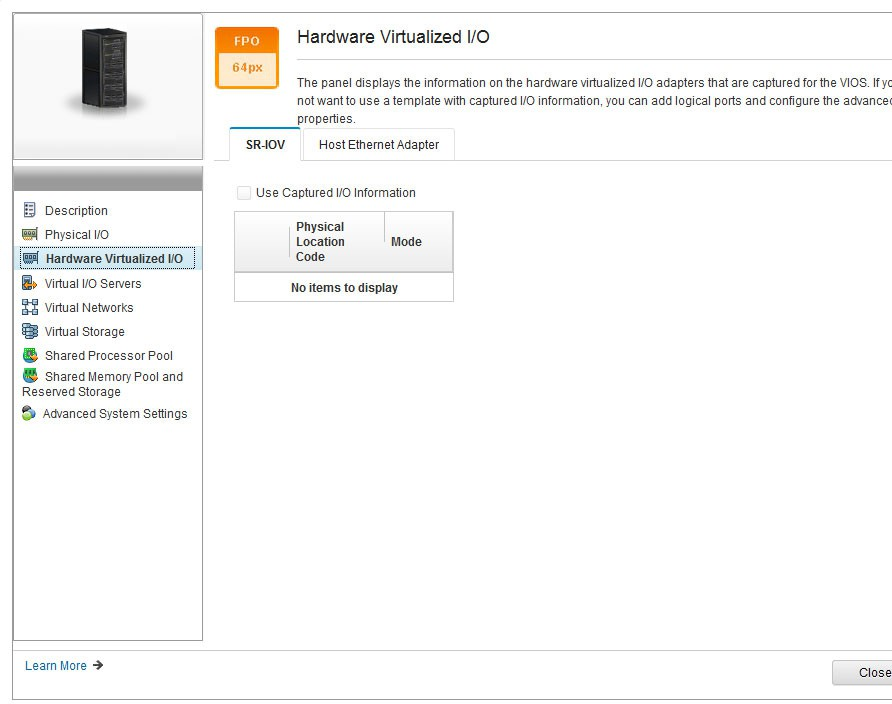 FPO
64px
Hardware Virtualized I/O
The panel displays the information on the hardware virtualized I/O adapters that are captured for the VIOS. If
not want to use a template with captured I/O information, you can add logical ports and configure the advanced
properties.
SR-IOV
Host Ethernet Adapter
Use Captured I/O Information
Physical
Location
Code
Mode
No items to display
Description
Physical I/O
Hardware Virtualized I/O
Virtual I/O Servers
Virtual Networks
Virtual Storage
Shared Processor Pool
Shared Memory Pool and
Reserved Storage
Advanced System Settings
Learn More
Close